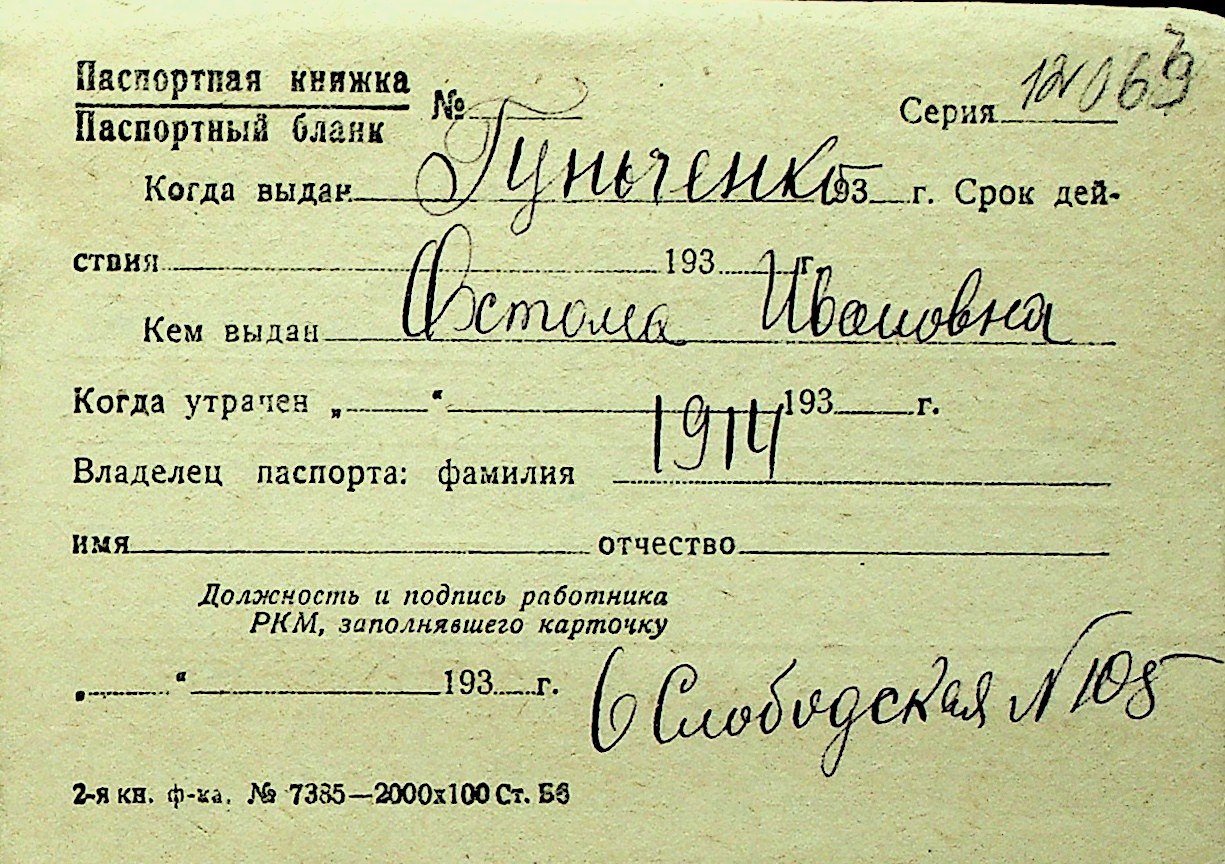 Паспортная книжка
Паспортный бланк № Серия 12069
Когда выдан Гунченко 193 г. Срок дей-
ствия 193 г.
Кем выдан Ивановна
Когда утрачен „ “ 193 г.
1914
Владелец паспорта: фамилия
имя отчество
Должность и подпись работника
РКМ, заполнявшего карточку
„ “ 193 г.
6 Слободская № 105
2-я кн. ф-ка. № 7385—2000х100 Ст. Б6